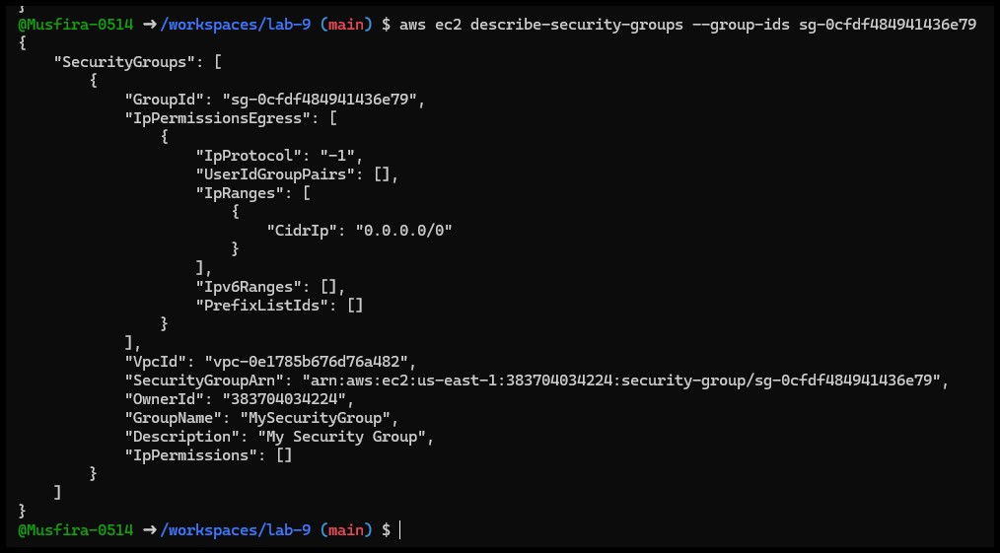 }
@Musfira-0514 ➜ /workspaces/lab-9 (main) $ aws ec2 describe-security-groups --group-ids sg-0cfdf484941436e79
{
    "SecurityGroups": [
        {
            "GroupId": "sg-0cfdf484941436e79",
            "IpPermissionsEgress": [
                {
                    "IpProtocol": "-1",
                    "UserIdGroupPairs": [],
                    "IpRanges": [
                        {
                            "CidrIp": "0.0.0.0/0"
                        }
                    ],
                    "Ipv6Ranges": [],
                    "PrefixListIds": []
                }
            ],
            "VpcId": "vpc-0e1785b676d76a482",
            "SecurityGroupArn": "arn:aws:ec2:us-east-1:383704034224:security-group/sg-0cfdf484941436e79",
            "OwnerId": "383704034224",
            "GroupName": "MySecurityGroup",
            "Description": "My Security Group",
            "IpPermissions": []
        }
    ]
}
@Musfira-0514 ➜ /workspaces/lab-9 (main) $